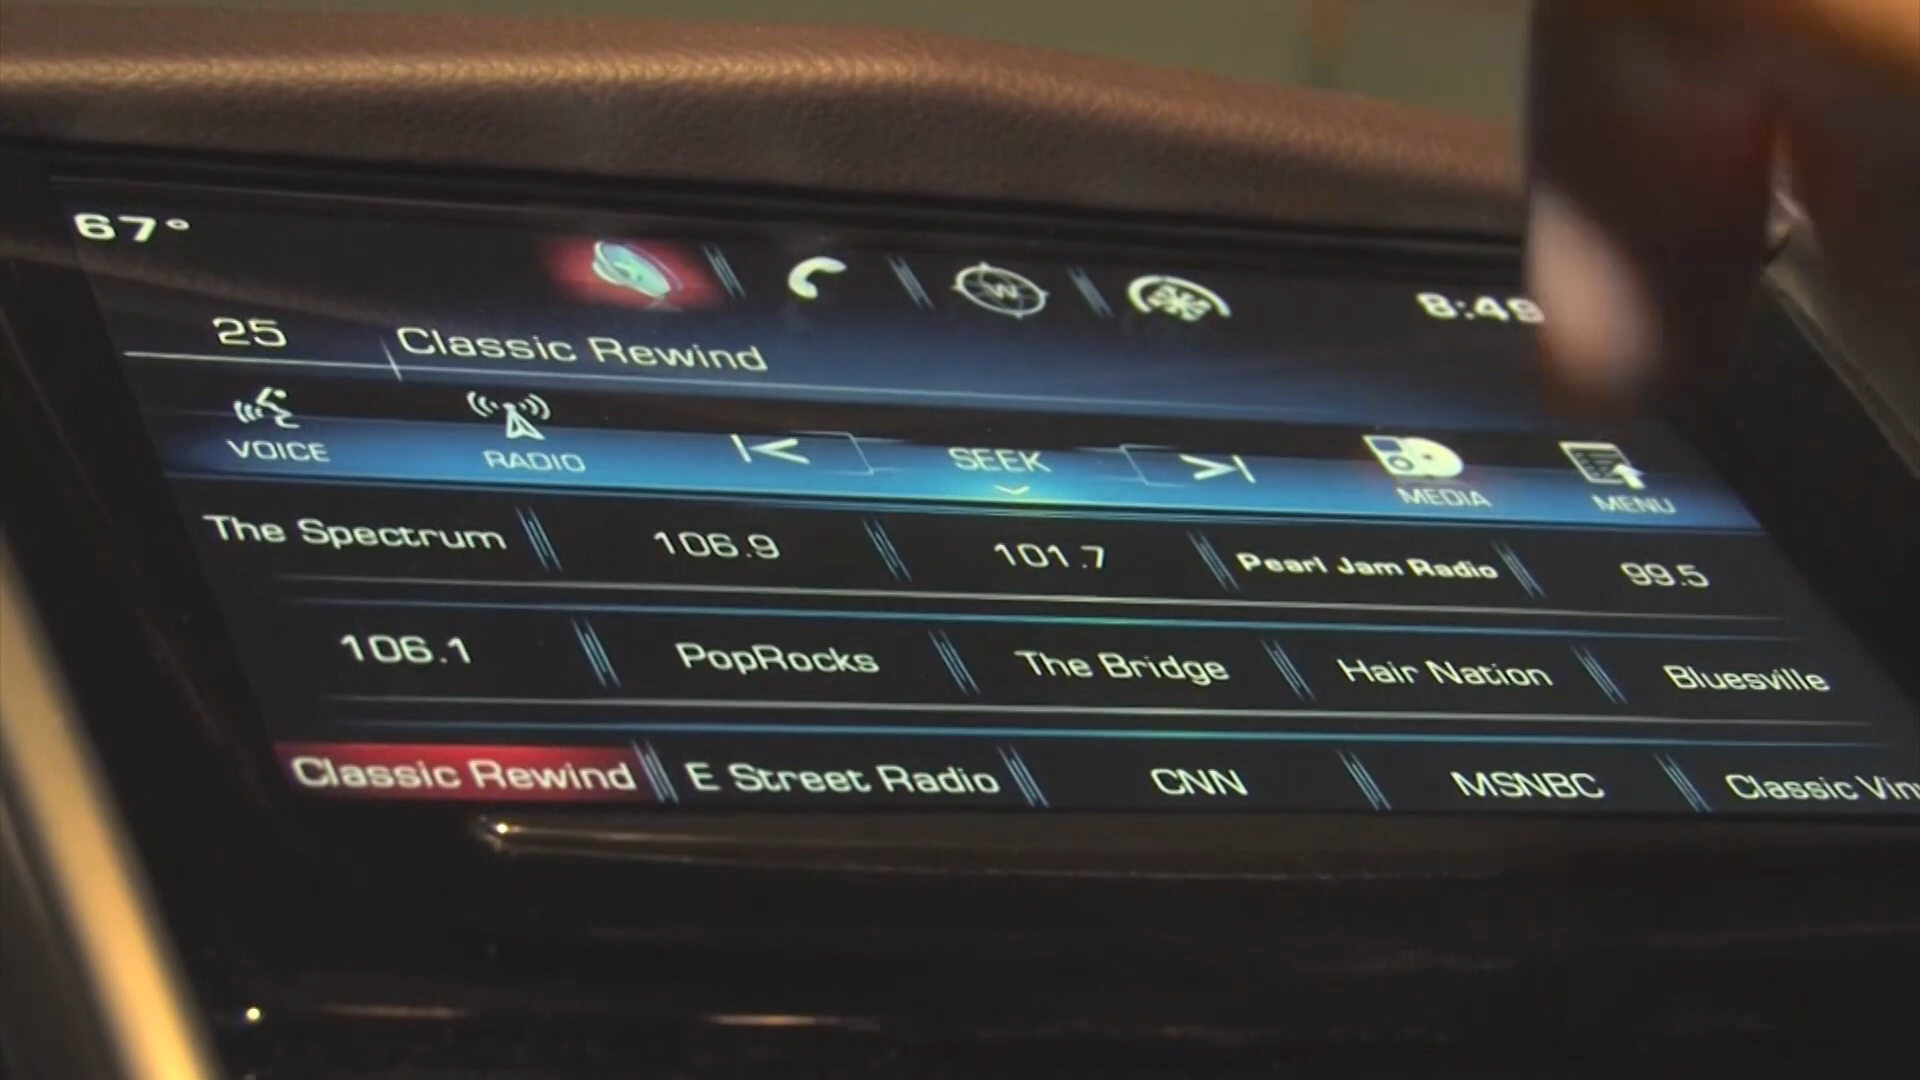 67°
W
8:49
25 Classic Rewind
VOICE RADIO SEEK MEDIA MENU
The Spectrum 106.9 101.7 Pearl Jam Radio 99.5
106.1 PopRocks The Bridge Hair Nation Bluesville
Classic Rewind E Street Radio CNN MSNBC Classic Vin